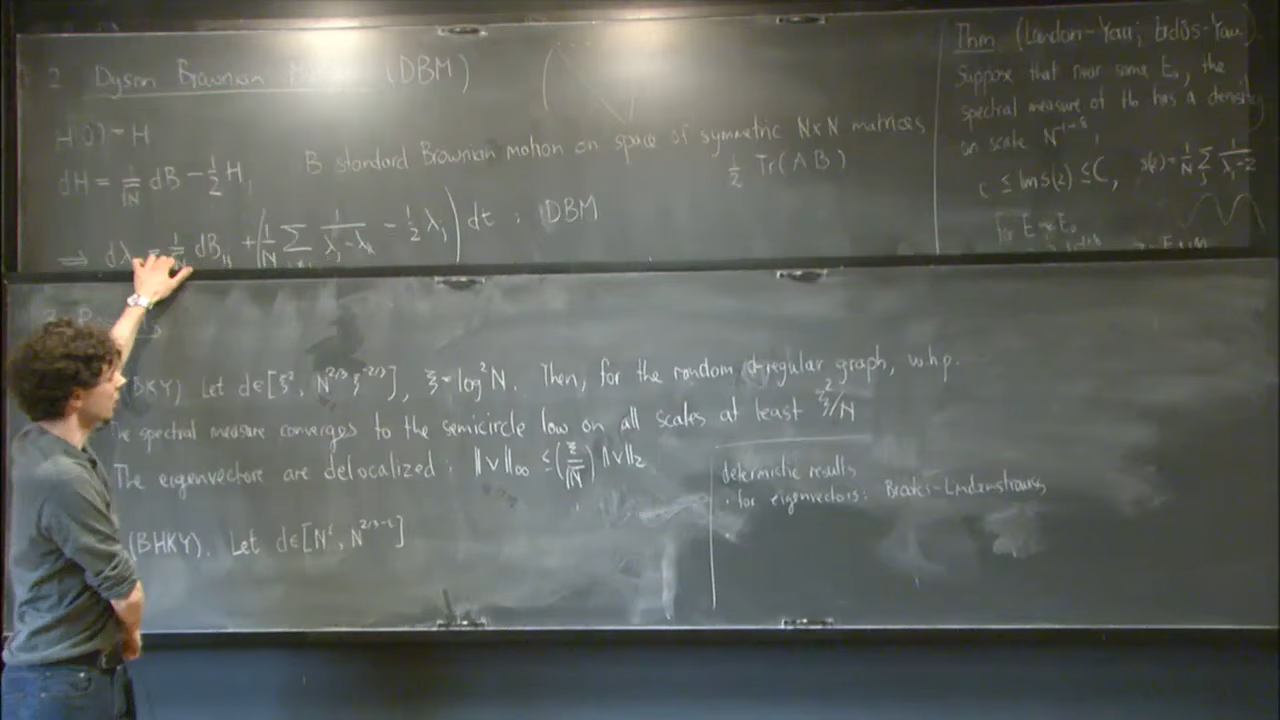 2 Dyson Brownian (DBM)
H(0) = H
dH = 1/√N dB - 1/2 H, B standard Brownian motion on space of symmetric N×N matrices
1/2 Tr(AB)
⇒ dλ = 1/√N dB + (1/N Σ 1/(λ_j - λ_k) - 1/2 λ_j) dt : DBM
Thm (Landon-Yau; Erdős-Yau)
Suppose that near some E₀, the
spectral measure of H₀ has a density
on scale N^{-1+δ},
c ≤ Im s(z) ≤ C, s(z) = 1/N Σ 1/(λ_j - z)
for E ≈ E₀
(BKY) Let d∈[ξ², N^{2/3} ξ^{-2/3}], ξ = log² N. Then, for the random d-regular graph, w.h.p.
The spectral measure converges to the semicircle law on all scales at least ξ²/N
The eigenvectors are delocalized : ‖v‖_∞ ≤ (ξ/√N) ‖v‖₂
(BHKY). Let d∈[N^ε, N^{2/3-ε}]
determistic results
· for eigenvectors: Brooks-Lindenstrauss